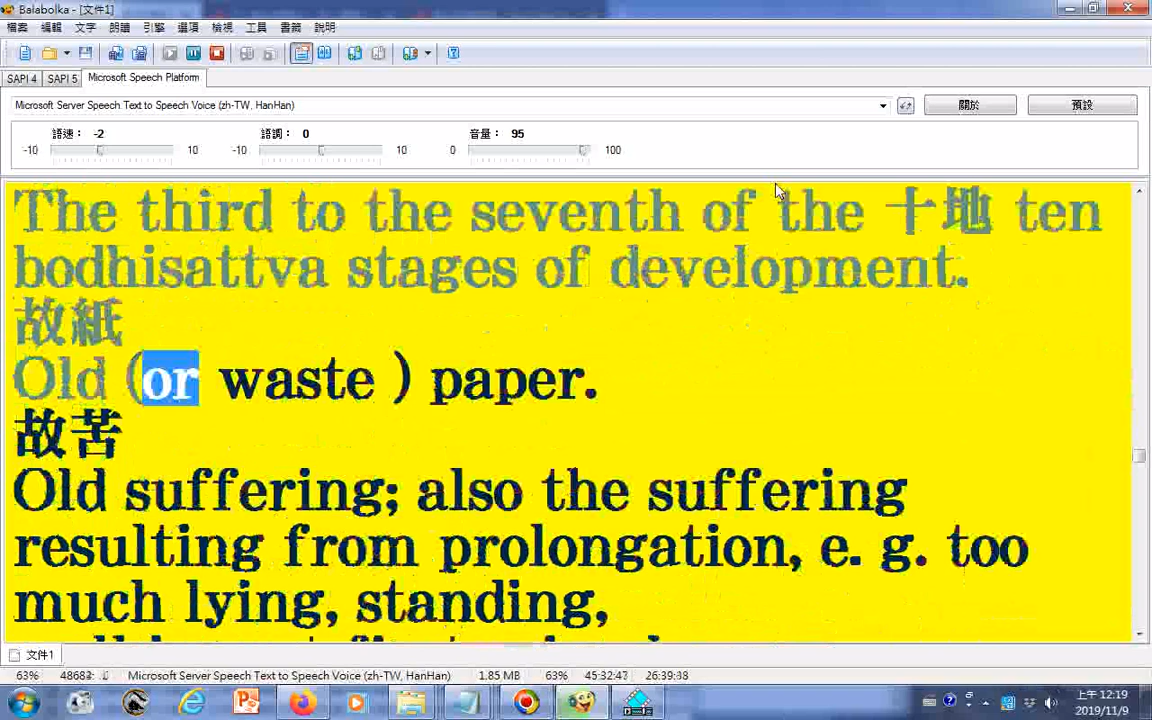 Balabolka - [文件1]
檔案 編輯 文字 朗讀 引擎 選項 檢視 工具 書籤 說明
SAPI 4 SAPI 5 Microsoft Speech Platform
Microsoft Server Speech Text to Speech Voice (zh-TW, HanHan) 關於 預設
語速： -2 語調： 0 音量： 95
-10 10 -10 10 0 100
The third to the seventh of the 十地 ten
bodhisattva stages of development.
故紙
Old (or waste ) paper.
故苦
Old suffering; also the suffering
resulting from prolongation, e. g. too
much lying, standing,
文件1
63% Microsoft Server Speech Text to Speech Voice (zh-TW, HanHan) 1.85 MB 63% 45:32:47 26:39:38
上午 12:19
2019/11/9